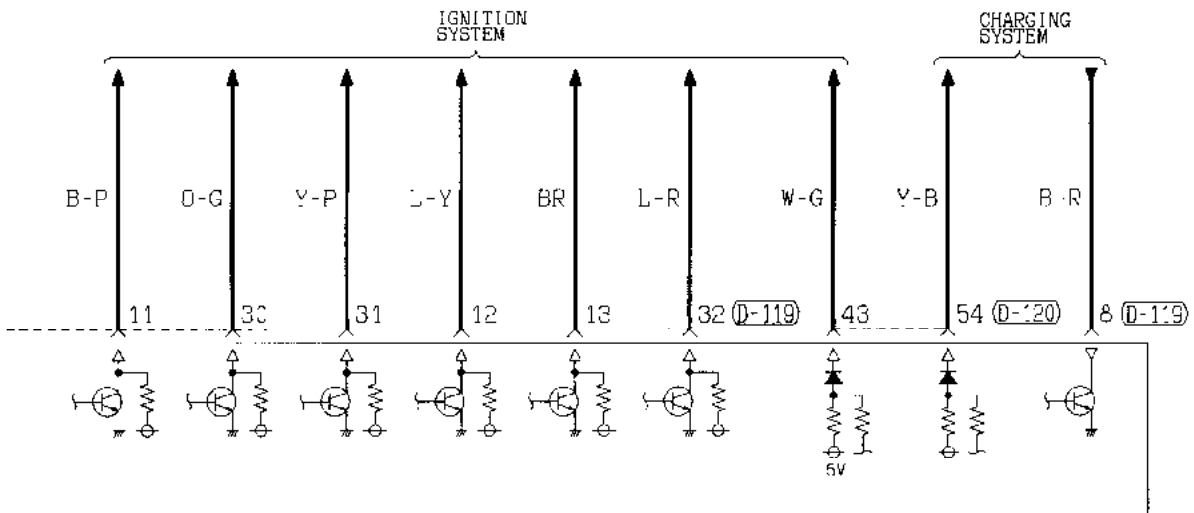 IGNITION
SYSTEM
CHARGING
SYSTEM
B-P O-G Y-P L-Y BR L-R W-G Y-B B-R
11 30 31 12 13 32 D-119 43 54 D-120 8 D-119
5V